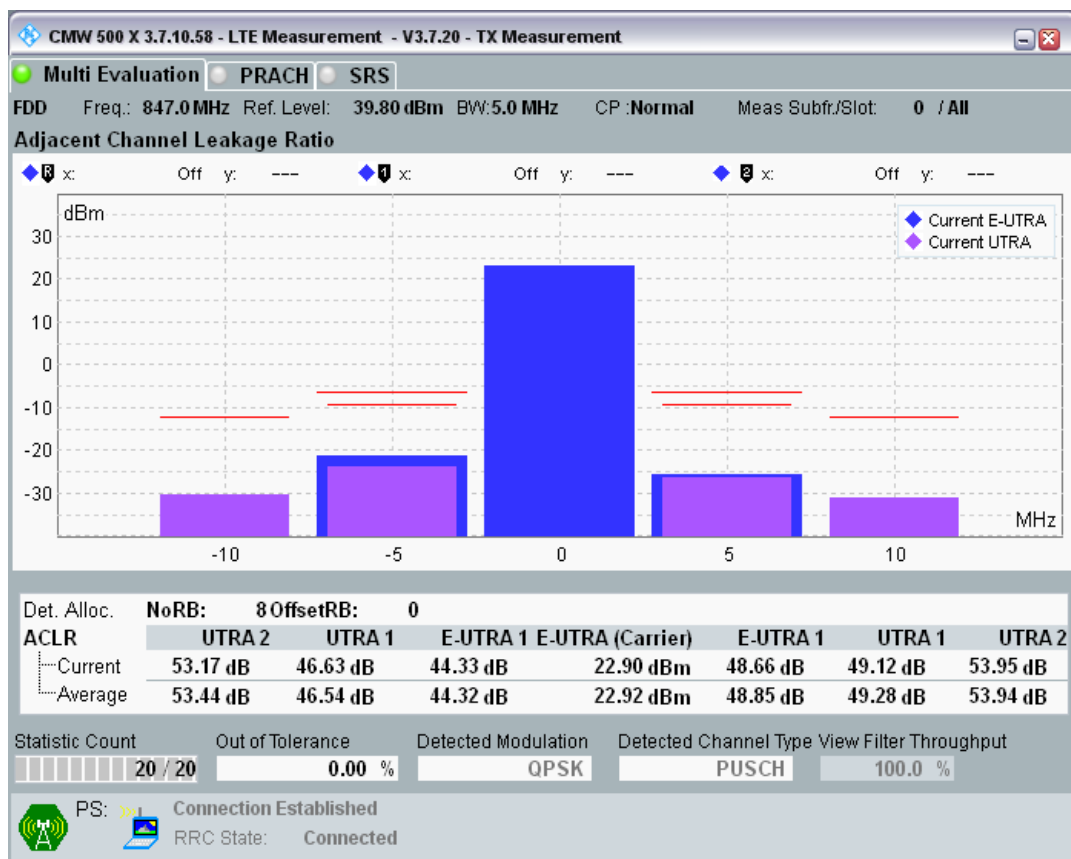 CMW 500 X 3.7.10.58 - LTE Measurement - V3.7.20 - TX Measurement
Multi Evaluation PRACH SRS
FDD Freq.: 847.0 MHz Ref. Level: 39.80 dBm BW:5.0 MHz CP :Normal Meas Subfr./Slot: 0 / All
Adjacent Channel Leakage Ratio
R x: Off y: --- 1 x: Off y: --- 2 x: Off y: ---
dBm
Current E-UTRA
Current UTRA
30
20
10
0
-10
-20
-30
MHz
-10 -5 0 5 10
Det. Alloc. NoRB: 8 OffsetRB: 0
ACLR UTRA 2 UTRA 1 E-UTRA 1 E-UTRA (Carrier) E-UTRA 1 UTRA 1 UTRA 2
Current 53.17 dB 46.63 dB 44.33 dB 22.90 dBm 48.66 dB 49.12 dB 53.95 dB
Average 53.44 dB 46.54 dB 44.32 dB 22.92 dBm 48.85 dB 49.28 dB 53.94 dB
Statistic Count Out of Tolerance Detected Modulation Detected Channel Type View Filter Throughput
20 / 20 0.00 % QPSK PUSCH 100.0 %
PS: Connection Established
RRC State: Connected